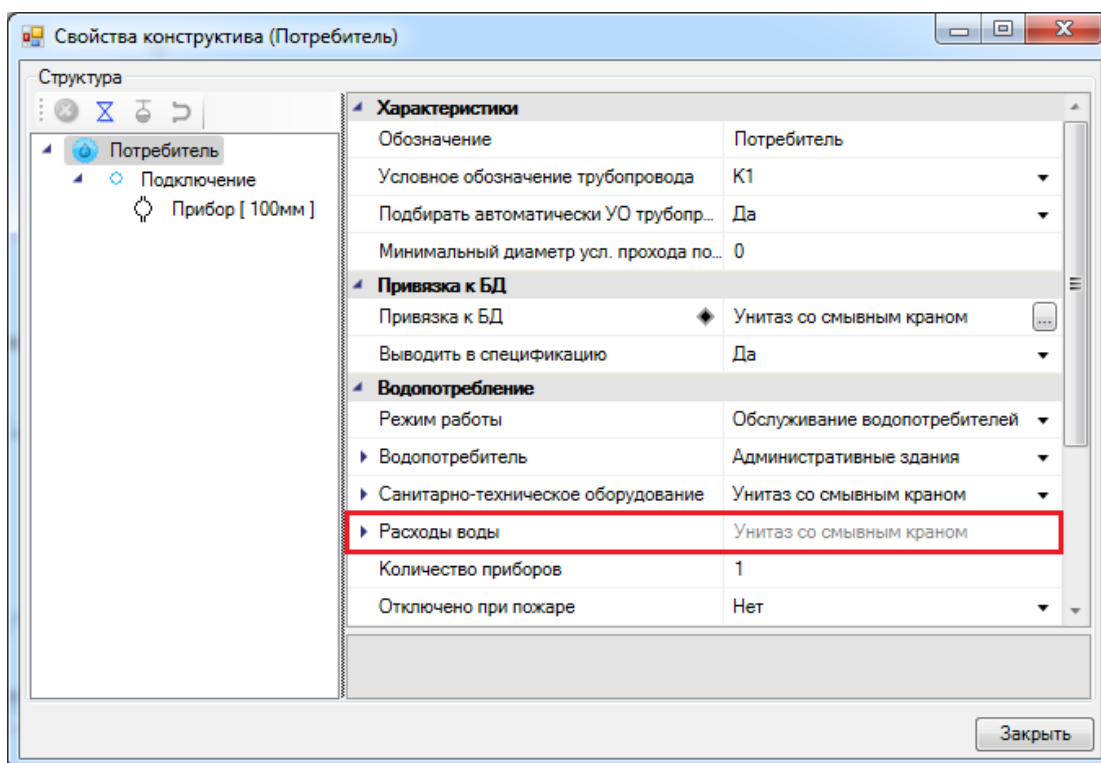 Свойства конструктива (Потребитель)
Структура
Потребитель
Подключение
Прибор [ 100мм ]
Характеристики
Обозначение Потребитель
Условное обозначение трубопровода К1
Подбирать автоматически УО трубопр... Да
Минимальный диаметр усл. прохода по... 0
Привязка к БД
Привязка к БД Унитаз со смывным краном ...
Выводить в спецификацию Да
Водопотребление
Режим работы Обслуживание водопотребителей
Водопотребитель Административные здания
Санитарно-техническое оборудование Унитаз со смывным краном
Расходы воды Унитаз со смывным краном
Количество приборов 1
Отключено при пожаре Нет
Закрыть